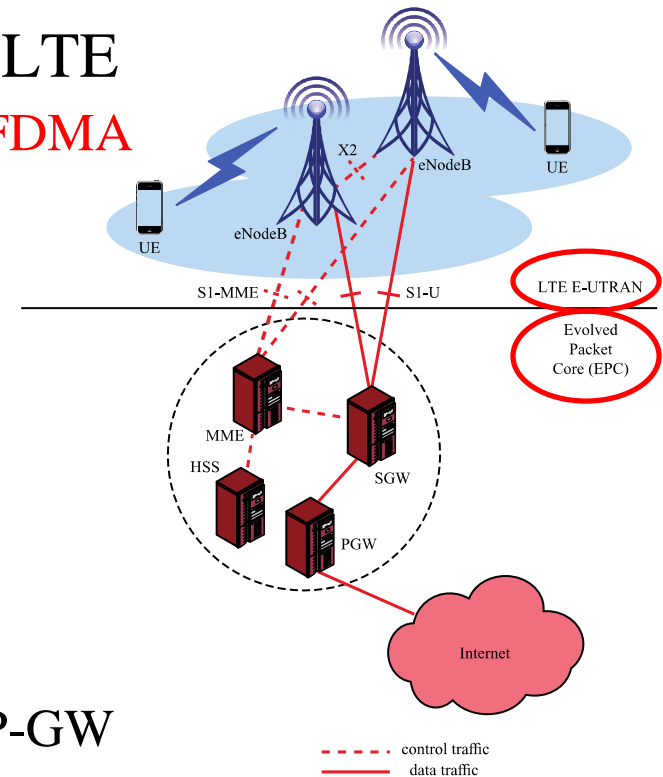 LTE
FDMA
X2
eNodeB
UE
UE
eNodeB
S1-MME
S1-U
LTE E-UTRAN
Evolved
Packet
Core (EPC)
MME
HSS
SGW
PGW
Internet
P-GW
control traffic
data traffic